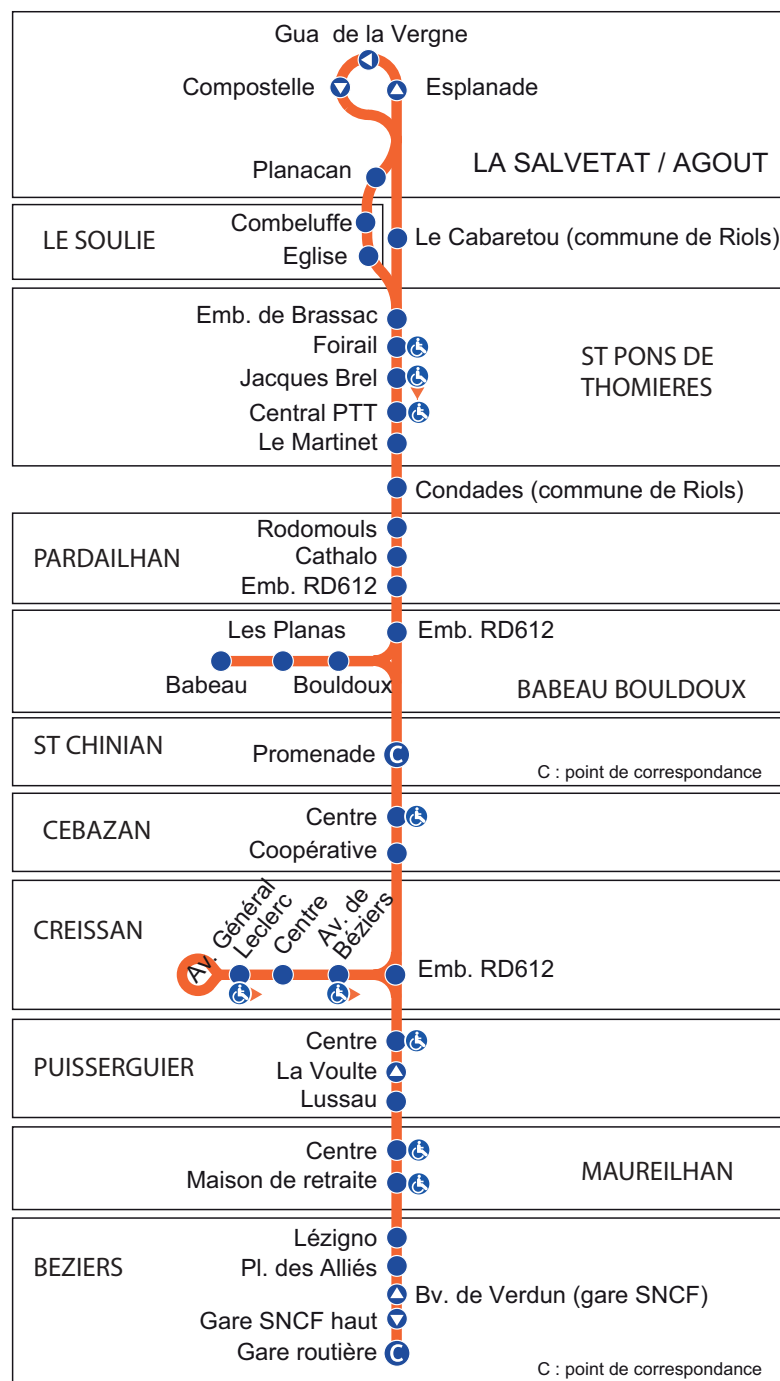 Gua de la Vergne
Compostelle
Esplanade
Planacan
LA SALVETAT / AGOUT
LE SOULIE
Combeluffe
Eglise
Le Cabaretou (commune de Riols)
Emb. de Brassac
Foirail
Jacques Brel
Central PTT
Le Martinet
ST PONS DE
THOMIERES
Condades (commune de Riols)
PARDAILHAN
Rodomouls
Cathalo
Emb. RD612
Les Planas
Emb. RD612
Babeau
Bouldoux
BABEAU BOULDOUX
ST CHINIAN
Promenade
C
C : point de correspondance
CEBAZAN
Centre
Coopérative
CREISSAN
Av. Général
Leclerc
Centre
Av. de
Béziers
Emb. RD612
PUISSERGUIER
Centre
La Voulte
Lussau
Centre
Maison de retraite
MAUREILHAN
BEZIERS
Lézigno
Pl. des Alliés
Bv. de Verdun (gare SNCF)
Gare SNCF haut
Gare routière
C
C : point de correspondance